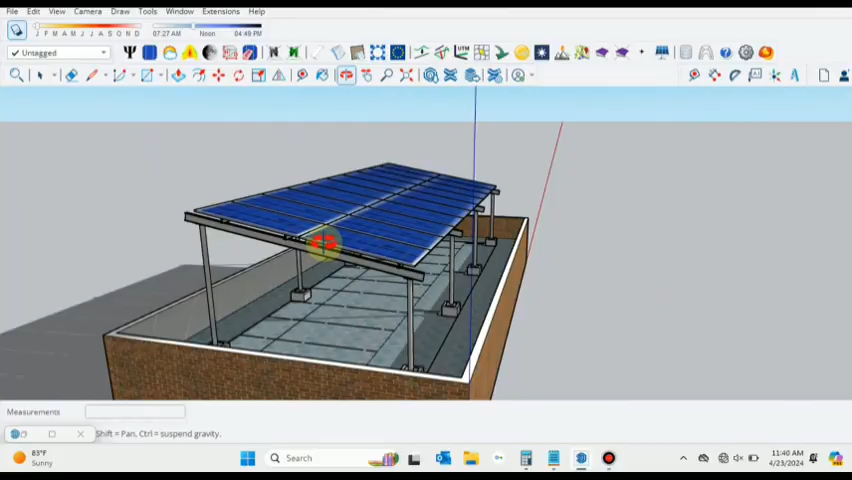 File Edit View Camera Draw Tools Window Extensions Help
J F M A M J J A S O N D 07:27 AM Noon 04:49 PM
Untagged
UTM
Measurements
Shift = Pan, Ctrl = suspend gravity.
83°F
Sunny
Search
11:40 AM
4/23/2024